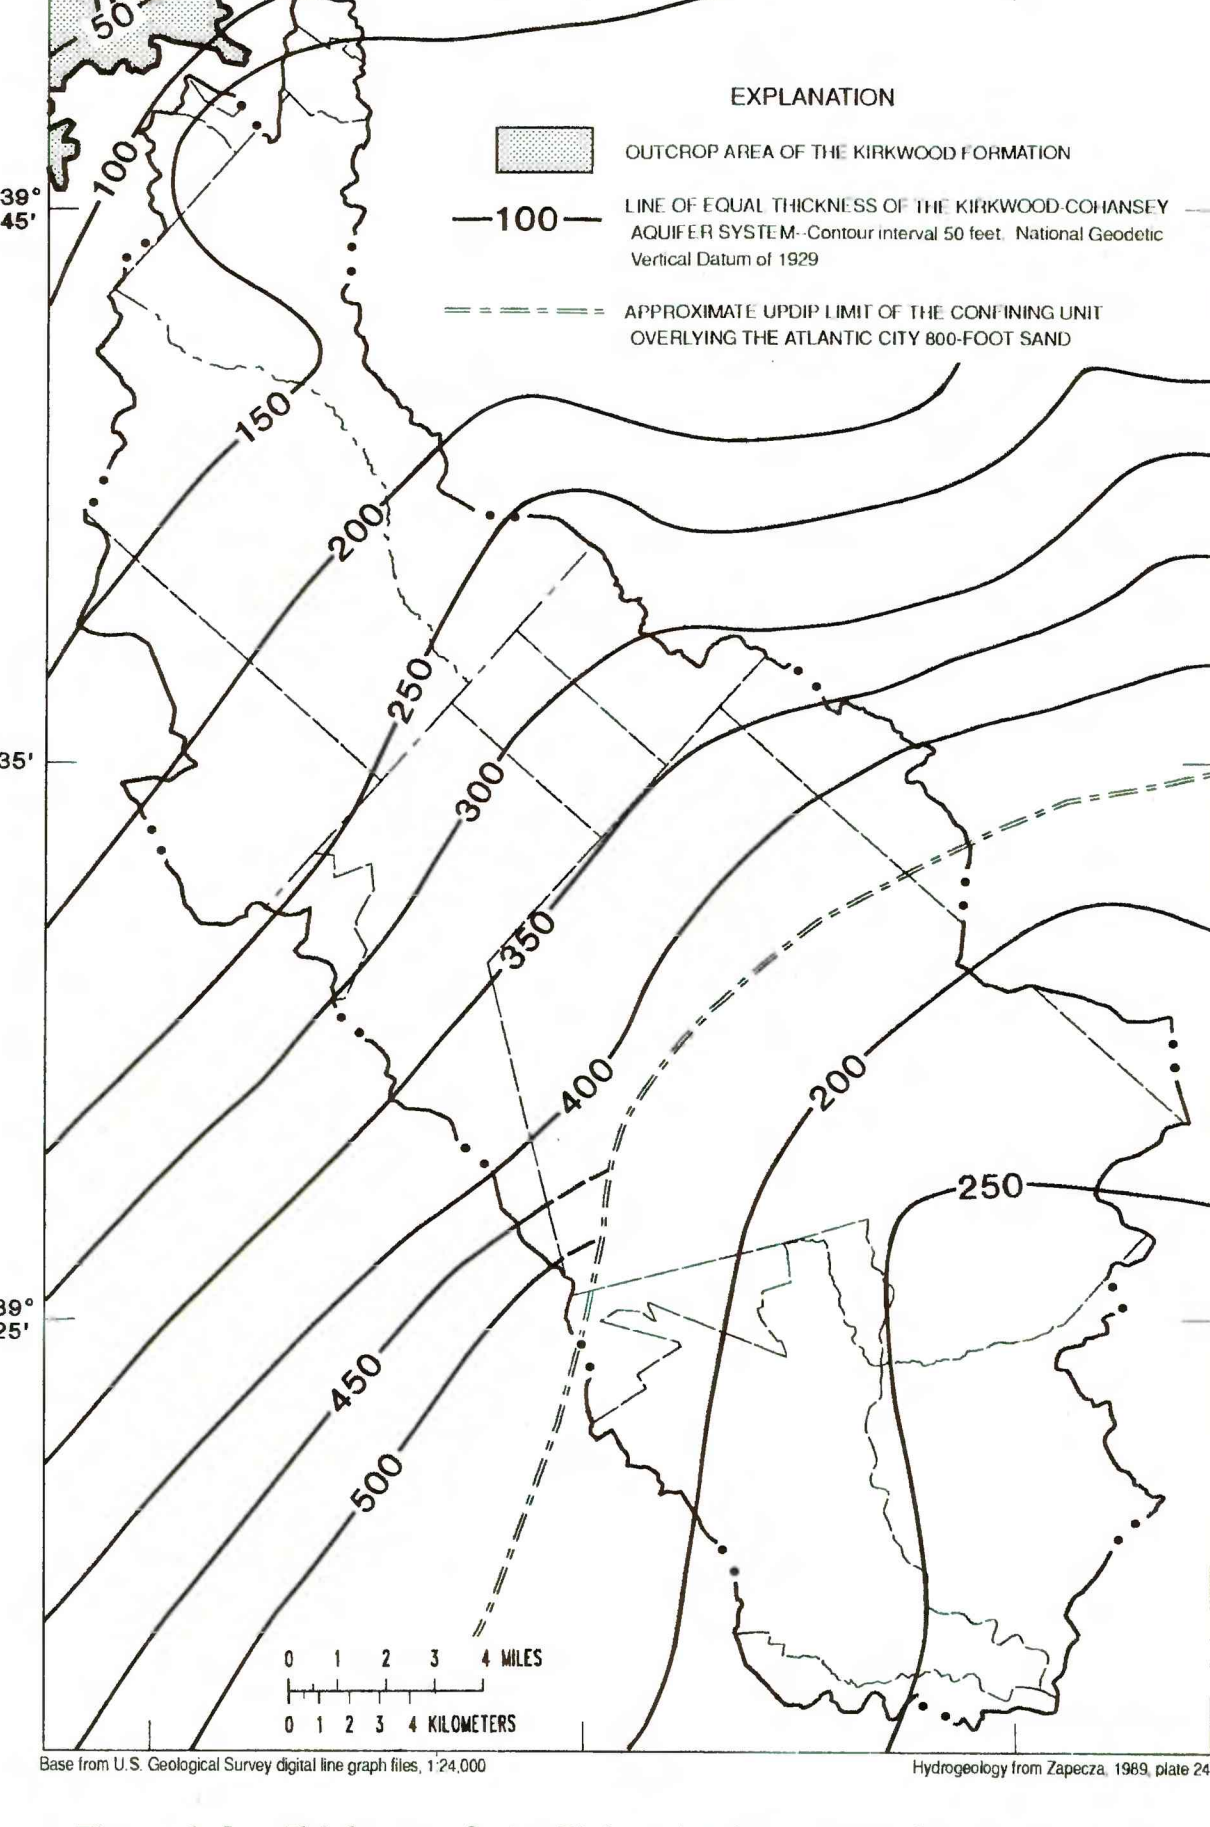 50
100
39°
45'
EXPLANATION
OUTCROP AREA OF THE KIRKWOOD FORMATION
100
LINE OF EQUAL THICKNESS OF THE KIRKWOOD-COHANSEY
AQUIFER SYSTEM--Contour interval 50 feet. National Geodetic
Vertical Datum of 1929
APPROXIMATE UPDIP LIMIT OF THE CONFINING UNIT
OVERLYING THE ATLANTIC CITY 800-FOOT SAND
150
200
250
300
35'
350
400
200
250
39°
25'
450
500
0 1 2 3 4 MILES
0 1 2 3 4 KILOMETERS
Base from U.S. Geological Survey digital line graph files, 1:24,000
Hydrogeology from Zapecza, 1989, plate 24